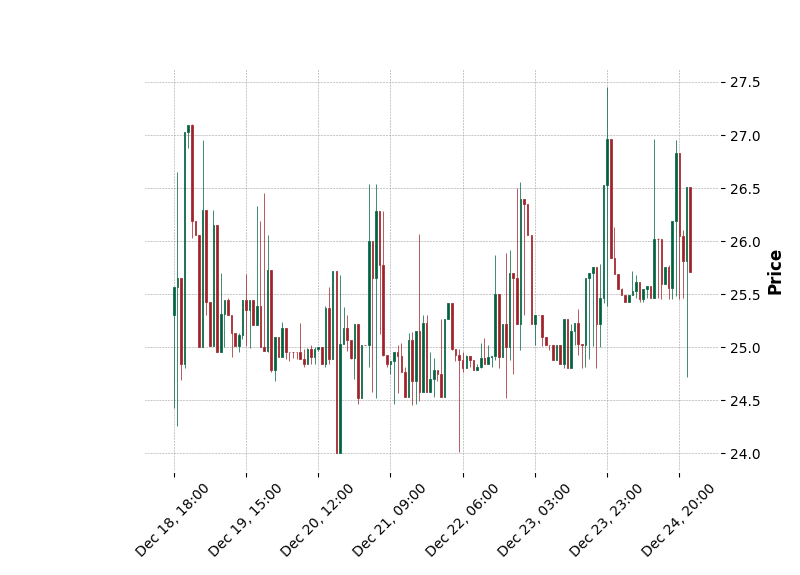 27.5
27.0
26.5
26.0
25.5
25.0
24.5
24.0
Price
Dec 18, 18:00
Dec 19, 15:00
Dec 20, 12:00
Dec 21, 09:00
Dec 22, 06:00
Dec 23, 03:00
Dec 23, 23:00
Dec 24, 20:00